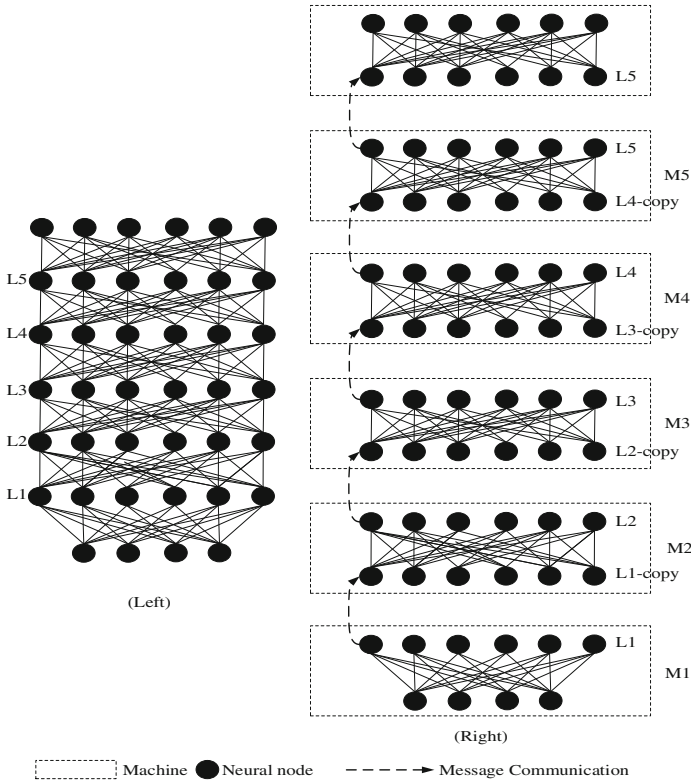 L5
L4
L3
L2
L1
(Left)
L5
L5
M5
L4-copy
L4
M4
L3-copy
L3
M3
L2-copy
L2
M2
L1-copy
L1
M1
(Right)
Machine
Neural node
Message Communication